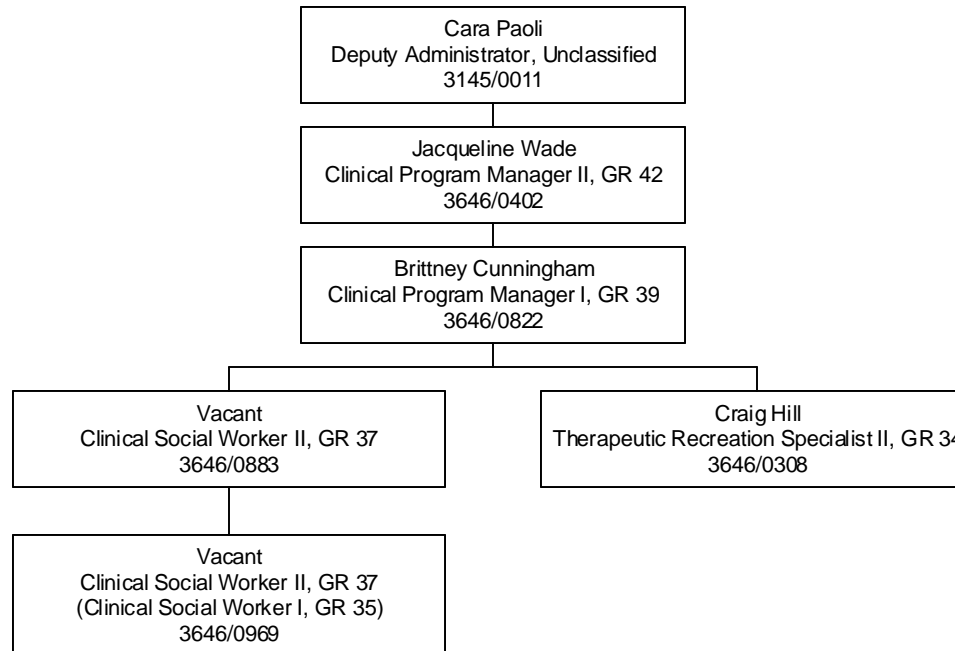 Cara Paoli
Deputy Administrator, Unclassified
3145/0011
Jacqueline Wade
Clinical Program Manager II, GR 42
3646/0402
Brittney Cunningham
Clinical Program Manager I, GR 39
3646/0822
Vacant
Clinical Social Worker II, GR 37
3646/0883
Craig Hill
Therapeutic Recreation Specialist II, GR 34
3646/0308
Vacant
Clinical Social Worker II, GR 37
(Clinical Social Worker I, GR 35)
3646/0969